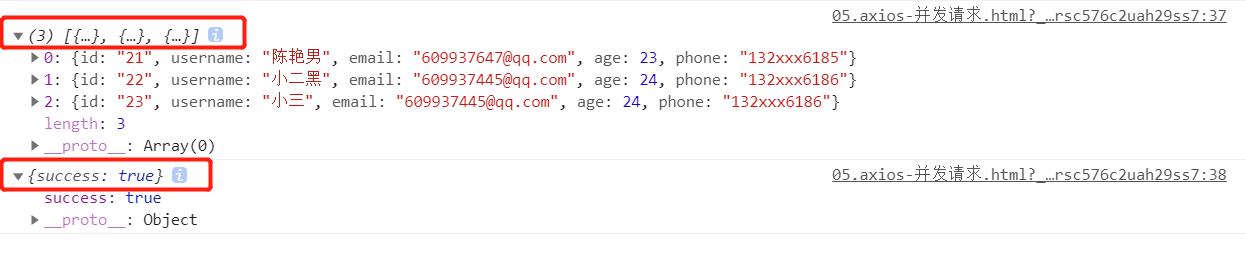 05.axios-并发请求.html?_…rsc576c2uah29ss7:37
▼(3) [{…}, {…}, {…}] i
▶0: {id: "21", username: "陈艳男", email: "609937647@qq.com", age: 23, phone: "132xxx6185"}
▶1: {id: "22", username: "小二黑", email: "609937445@qq.com", age: 24, phone: "132xxx6186"}
▶2: {id: "23", username: "小三", email: "609937445@qq.com", age: 24, phone: "132xxx6186"}
length: 3
▶__proto__: Array(0)
▼{success: true} i 05.axios-并发请求.html?_…rsc576c2uah29ss7:38
success: true
▶__proto__: Object